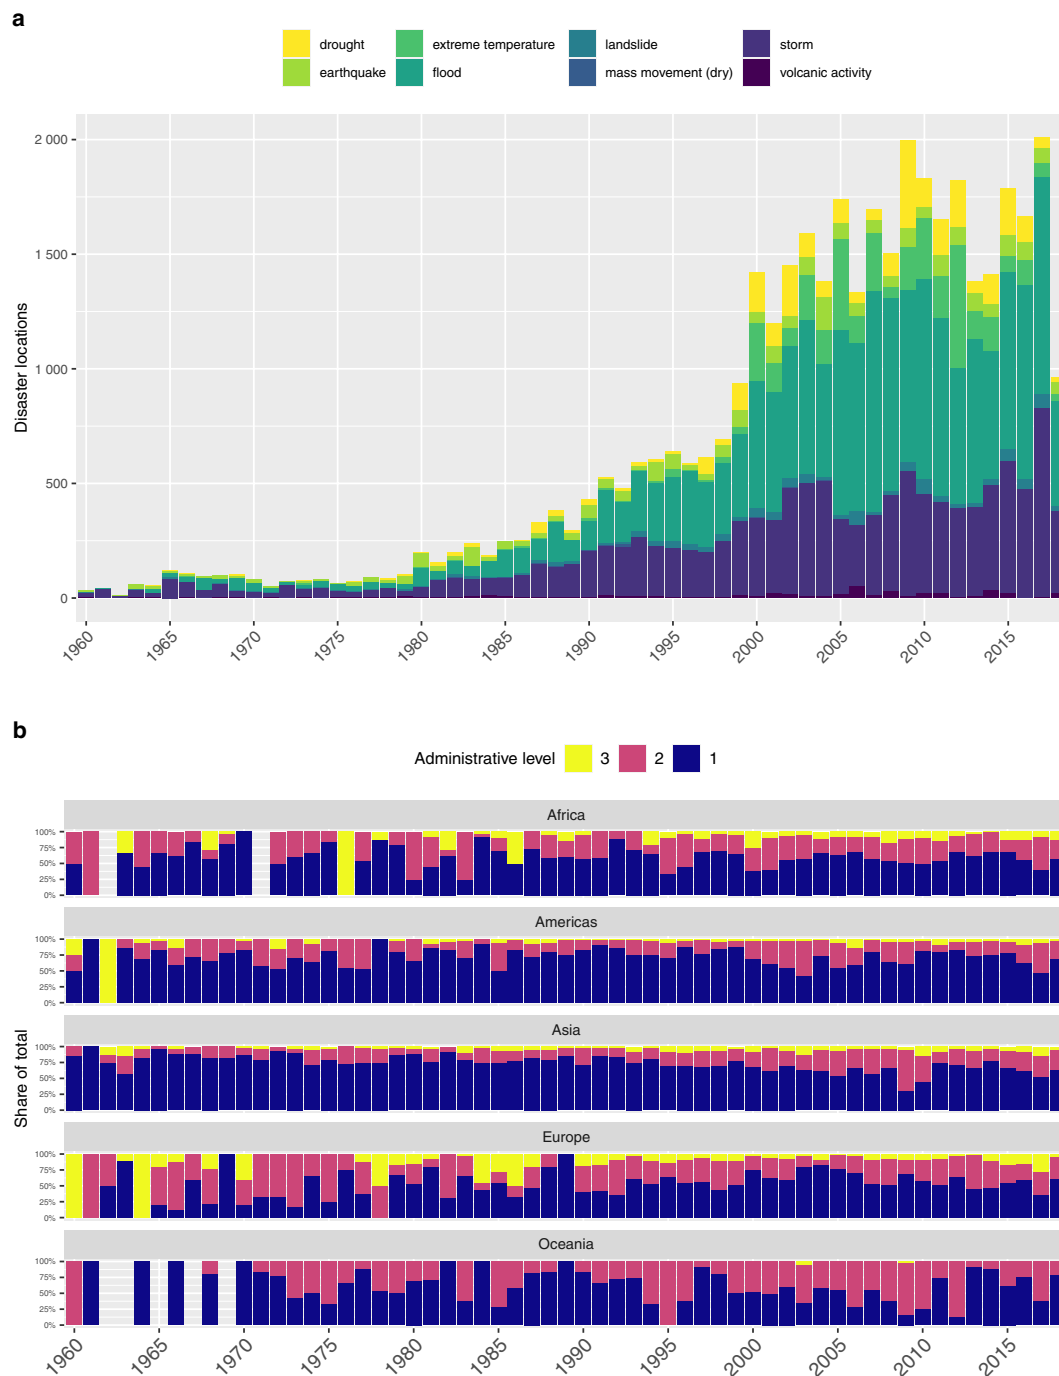 a
drought extreme temperature landslide storm
earthquake flood mass movement (dry) volcanic activity
Disaster locations
2 000
1 500
1 000
500
0
1960 1965 1970 1975 1980 1985 1990 1995 2000 2005 2010 2015
b
Administrative level 3 2 1
Share of total
Africa
100%
75%
50%
25%
0%
Americas
100%
75%
50%
25%
0%
Asia
100%
75%
50%
25%
0%
Europe
100%
75%
50%
25%
0%
Oceania
100%
75%
50%
25%
0%
1960 1965 1970 1975 1980 1985 1990 1995 2000 2005 2010 2015